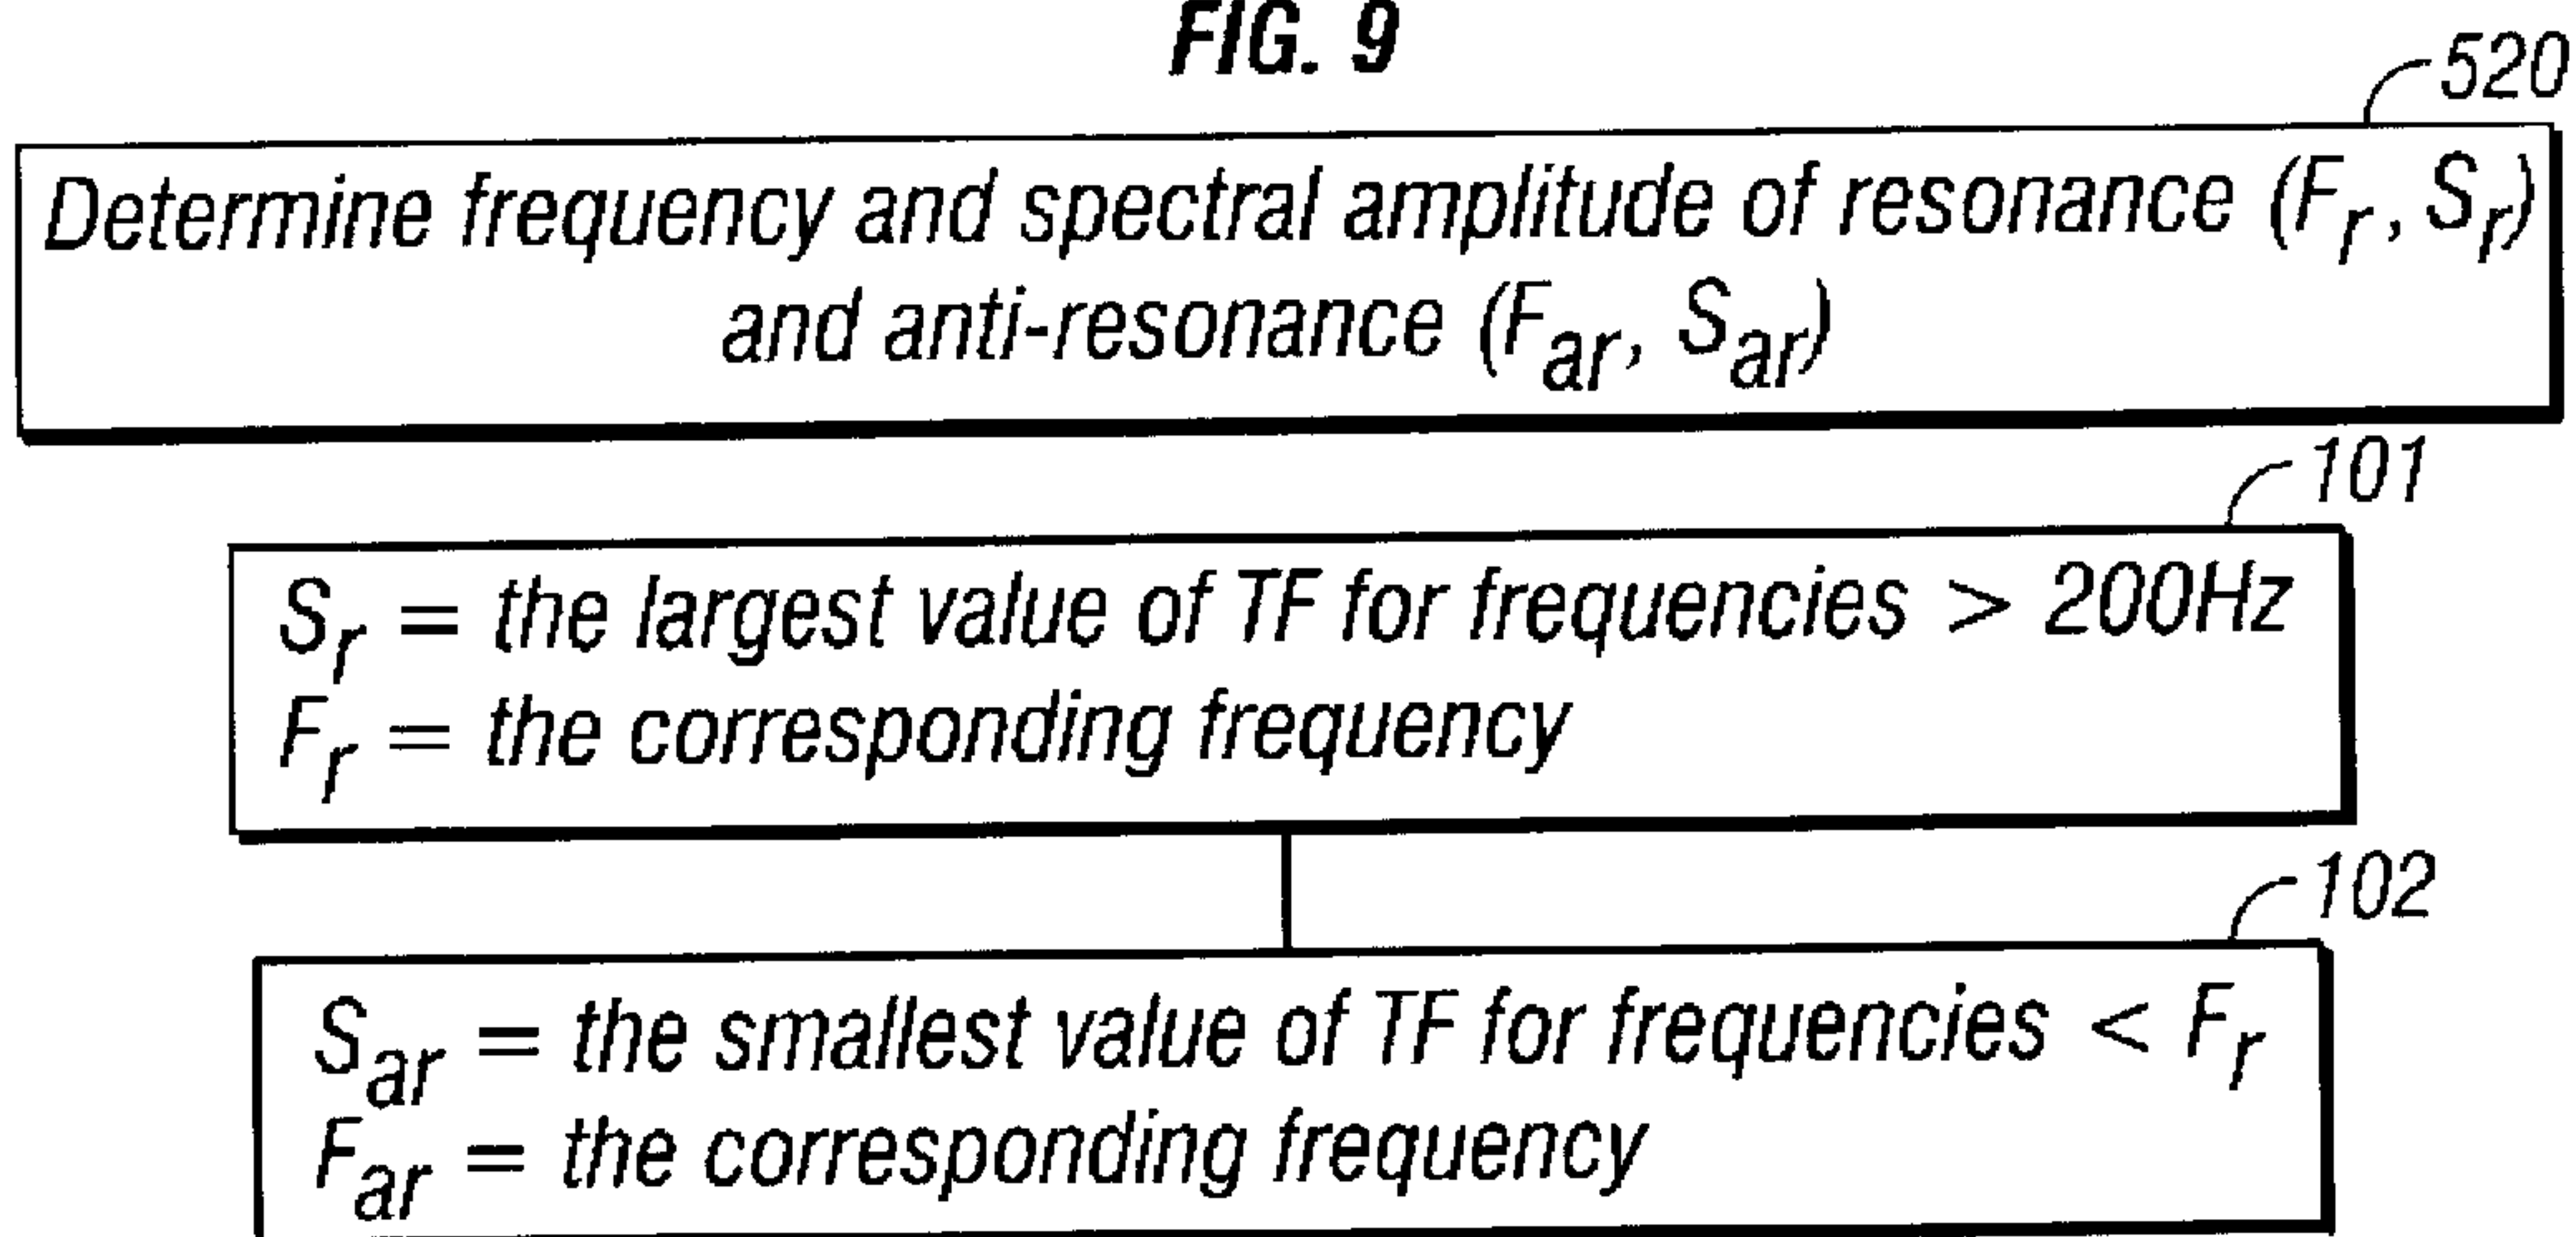 FIG. 9
520
Determine frequency and spectral amplitude of resonance (F_r, S_r)
and anti-resonance (F_ar, S_ar)
101
S_r = the largest value of TF for frequencies > 200Hz
F_r = the corresponding frequency
102
S_ar = the smallest value of TF for frequencies < F_r
F_ar = the corresponding frequency